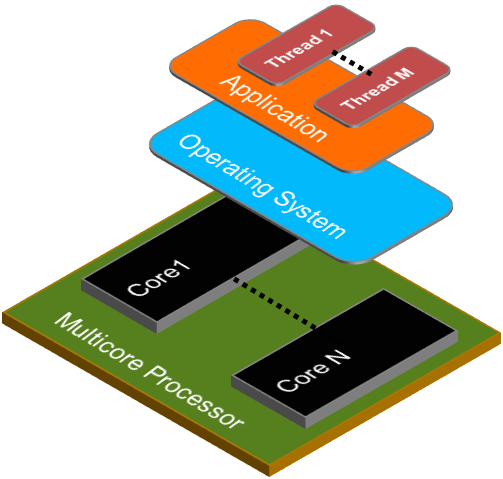 Thread 1
Thread M
Application
Operating System
Core1
Core N
Multicore Processor